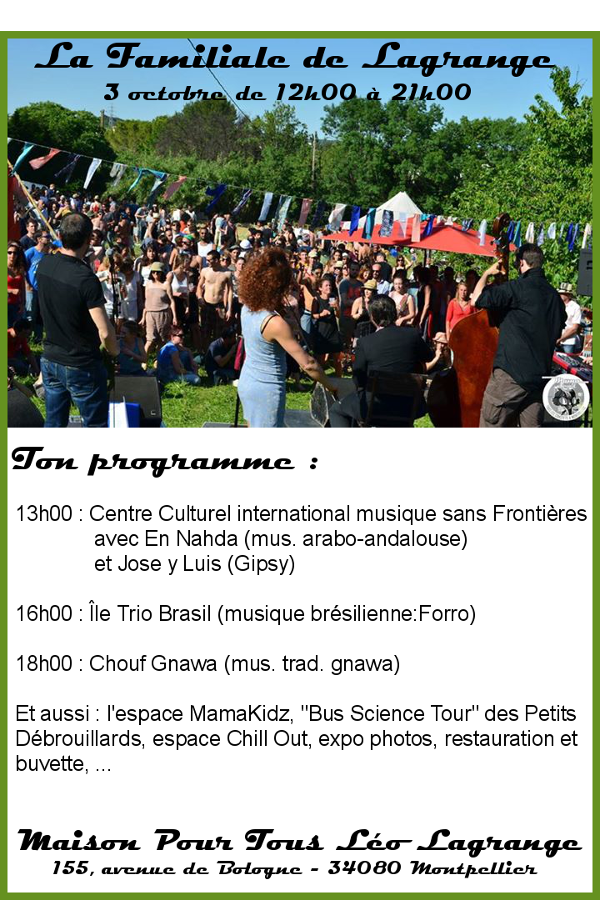 La Familiale de Lagrange
3 octobre de 12h00 à 21h00
Ton programme :
13h00 : Centre Culturel international musique sans Frontières
avec En Nahda (mus. arabo-andalouse)
et Jose y Luis (Gipsy)
16h00 : Île Trio Brasil (musique brésilienne:Forro)
18h00 : Chouf Gnawa (mus. trad. gnawa)
Et aussi : l'espace MamaKidz, "Bus Science Tour" des Petits
Débrouillards, espace Chill Out, expo photos, restauration et
buvette, ...
Maison Pour Tous Léo Lagrange
155, avenue de Bologne - 34080 Montpellier